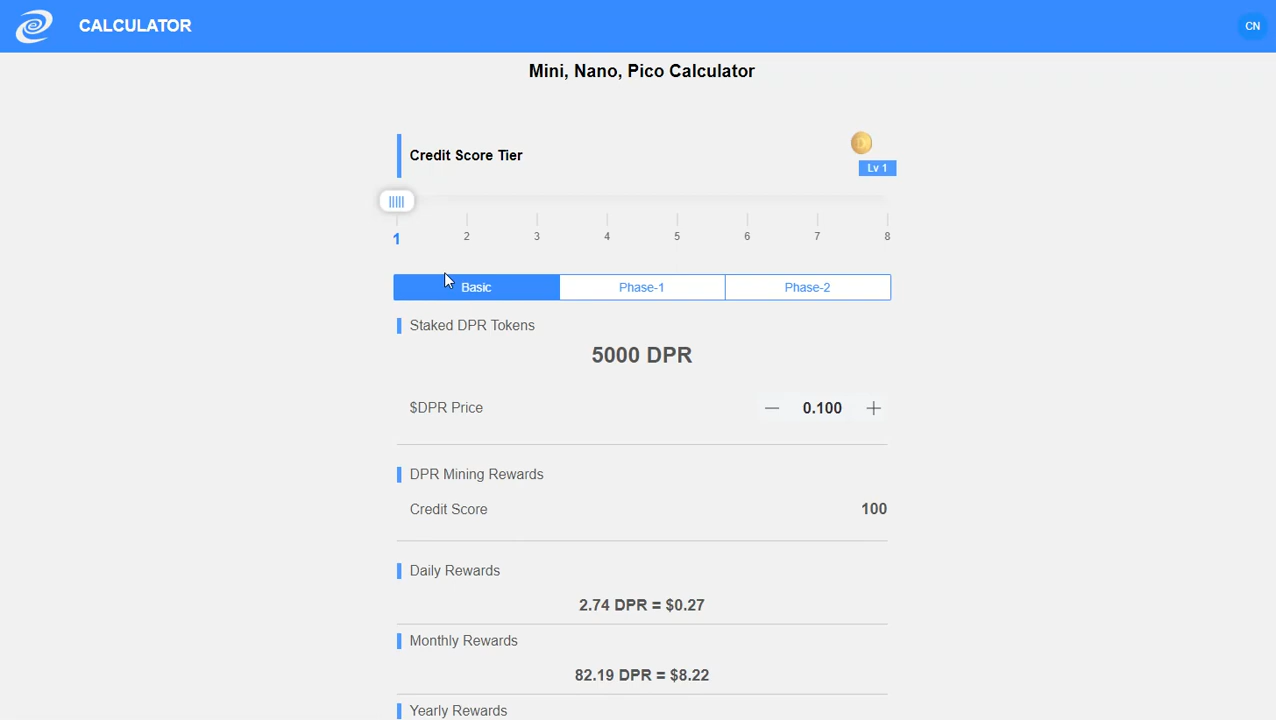 CALCULATOR
CN
Mini, Nano, Pico Calculator
Credit Score Tier
Lv 1
1 2 3 4 5 6 7 8
Basic Phase-1 Phase-2
Staked DPR Tokens
5000 DPR
$DPR Price — 0.100 +
DPR Mining Rewards
Credit Score 100
Daily Rewards
2.74 DPR = $0.27
Monthly Rewards
82.19 DPR = $8.22
Yearly Rewards